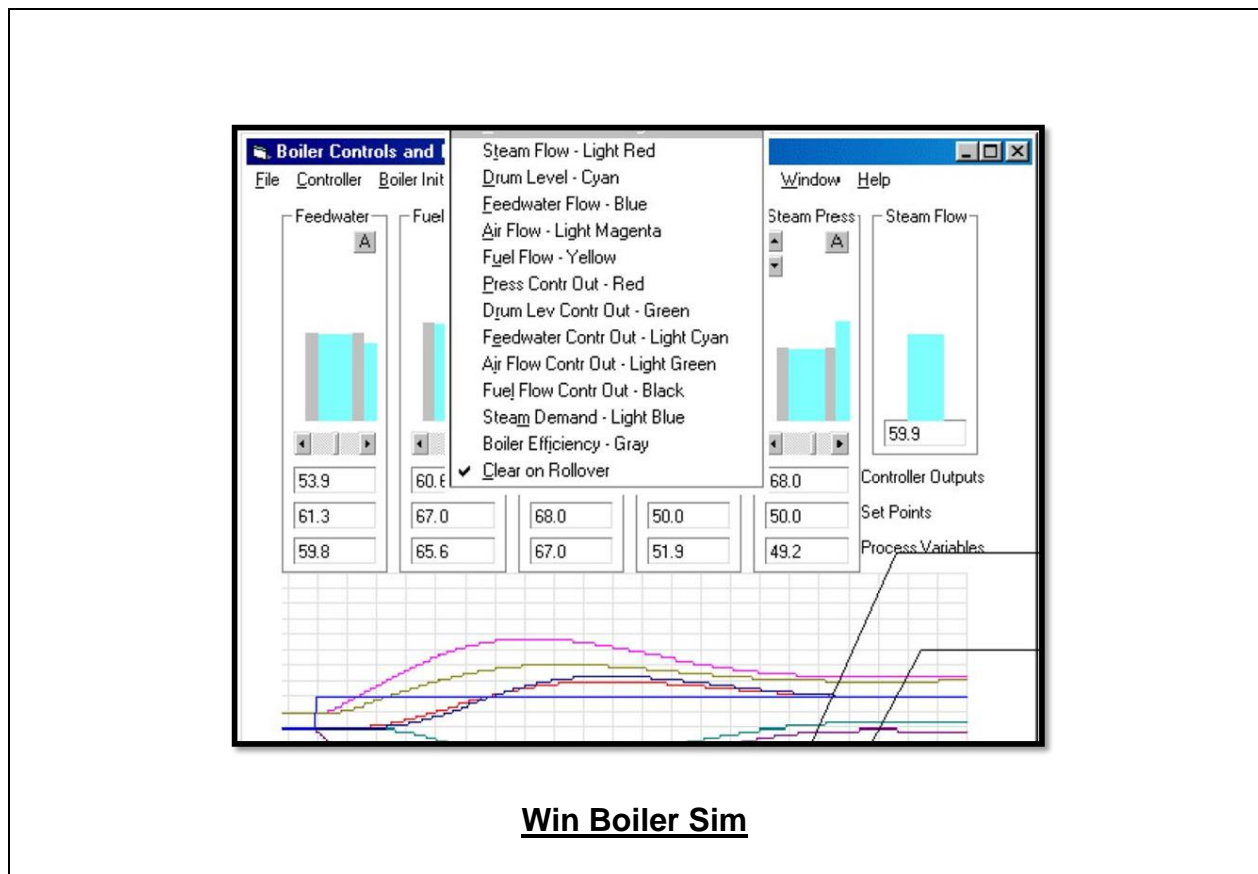 Boiler Controls and
File Controller Boiler Init
Window Help
Steam Flow - Light Red
Drum Level - Cyan
Feedwater Flow - Blue
Air Flow - Light Magenta
Fuel Flow - Yellow
Press Contr Out - Red
Drum Lev Contr Out - Green
Feedwater Contr Out - Light Cyan
Air Flow Contr Out - Light Green
Fuel Flow Contr Out - Black
Steam Demand - Light Blue
Boiler Efficiency - Gray
Clear on Rollover
Feedwater Fuel Steam Press Steam Flow
A A
59.9
53.9 60.6 68.0 Controller Outputs
61.3 67.0 68.0 50.0 50.0 Set Points
59.8 65.6 67.0 51.9 49.2 Process Variables
Win Boiler Sim